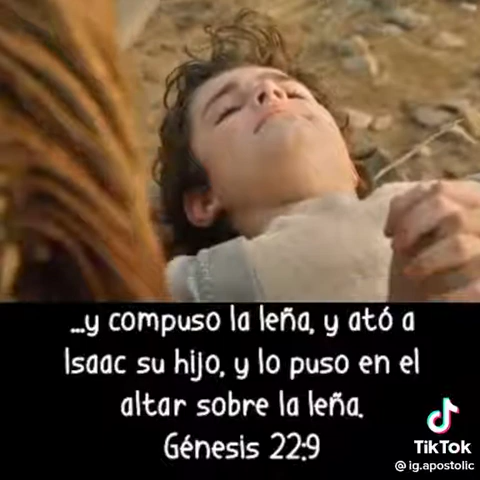 ...y compuso la leña, y ató a
Isaac su hijo, y lo puso en el
altar sobre la leña.
Génesis 22:9
TikTok
@ig.apostolic